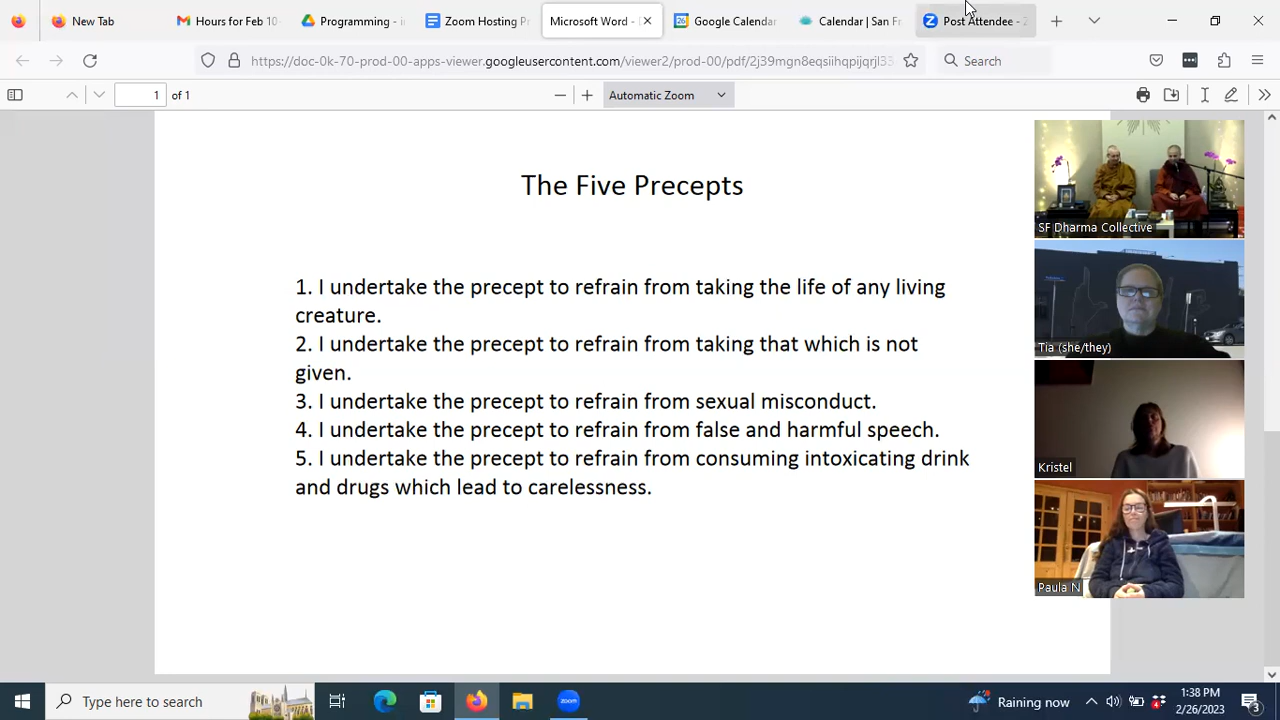 New Tab
Hours for Feb 10-
Programming - i
Zoom Hosting Pr
Microsoft Word -
Google Calenda
Calendar | San Fr
Post Attendee - Z
https://doc-0k-70-prod-00-apps-viewer.googleusercontent.com/viewer2/prod-00/pdf/2j39mgn8eqsiihqpijqrjl33
Search
1 of 1
Automatic Zoom
The Five Precepts
1. I undertake the precept to refrain from taking the life of any living
creature.
2. I undertake the precept to refrain from taking that which is not
given.
3. I undertake the precept to refrain from sexual misconduct.
4. I undertake the precept to refrain from false and harmful speech.
5. I undertake the precept to refrain from consuming intoxicating drink
and drugs which lead to carelessness.
SF Dharma Collective
Tia (she/they)
Kristel
Paula N
Type here to search
zoom
Raining now
4
1:38 PM
2/26/2023
3